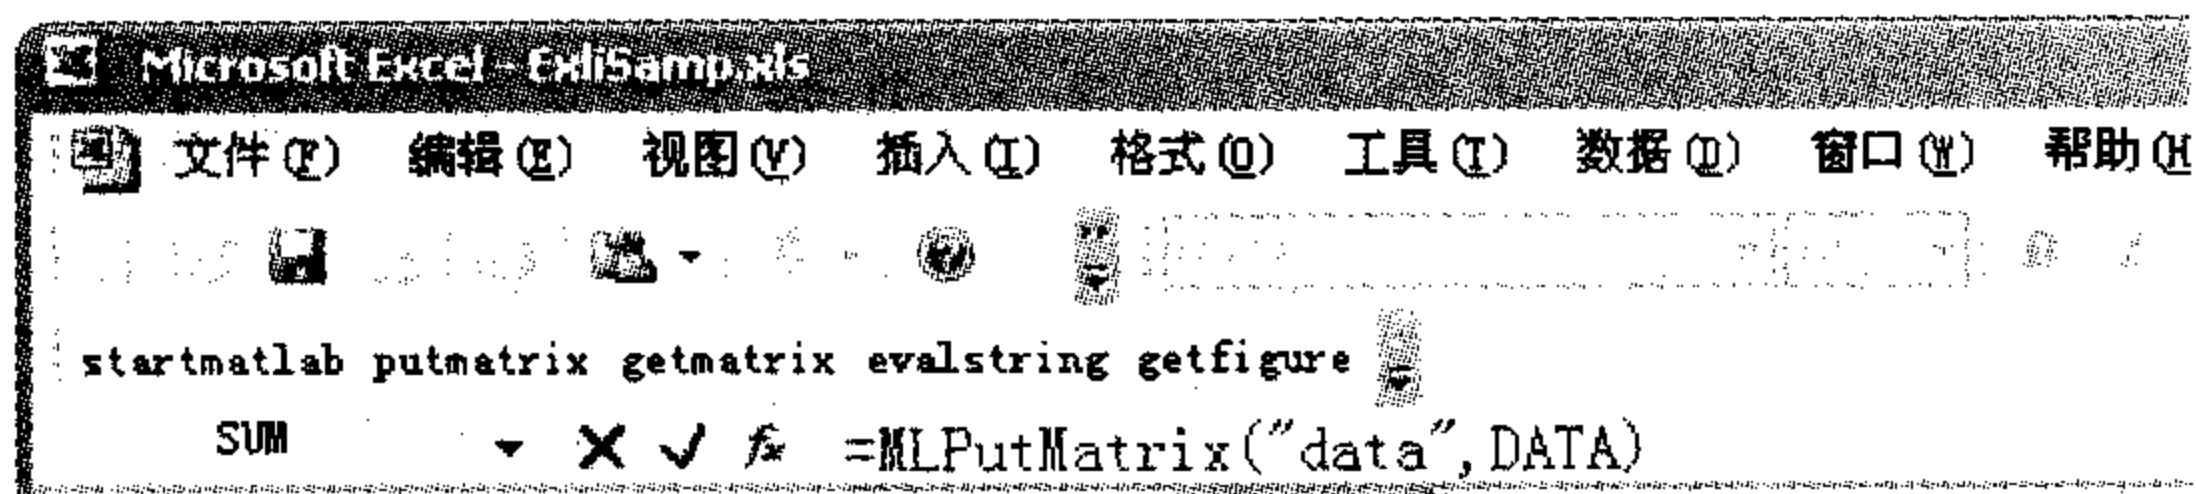 Microsoft Excel - ExliSamp.xls
文件(F) 编辑(E) 视图(V) 插入(I) 格式(O) 工具(T) 数据(D) 窗口(W) 帮助(H
startmatlab putmatrix getmatrix evalstring getfigure
SUM fx =MLPutMatrix("data",DATA)